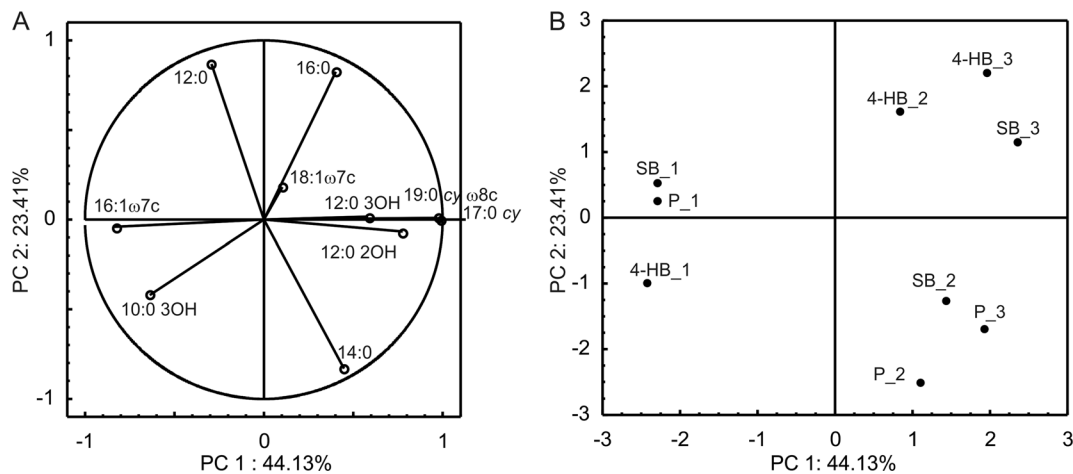 A
1
12:0
16:0
18:1ω7c
16:1ω7c
12:0 3OH
19:0 cy ω8c
0
17:0 cy
12:0 2OH
10:0 3OH
14:0
-1
-1
0
1
PC 2: 23.41%
PC 1 : 44.13%
B
3
4-HB_3
2
4-HB_2
SB_3
1
SB_1
P_1
0
4-HB_1
-1
SB_2
P_3
-2
P_2
-3
-3
-2
-1
0
1
2
3
PC 2: 23.41%
PC 1: 44.13%